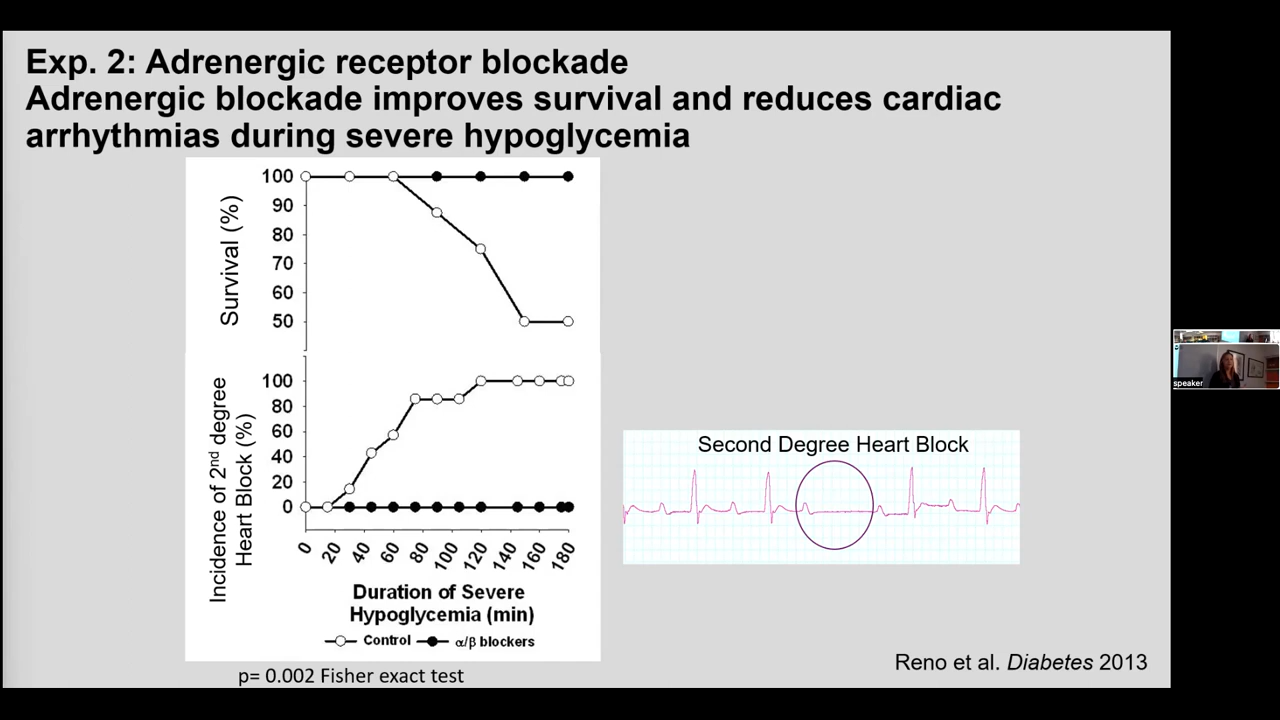 Exp. 2: Adrenergic receptor blockade
Adrenergic blockade improves survival and reduces cardiac
arrhythmias during severe hypoglycemia
Survival (%)
100
90
80
70
60
50
Incidence of 2nd degree
Heart Block (%)
100
80
60
40
20
0
0 20 40 60 80 100 120 140 160 180
Duration of Severe
Hypoglycemia (min)
Control α/β blockers
p= 0.002 Fisher exact test
Second Degree Heart Block
Reno et al. Diabetes 2013
speaker